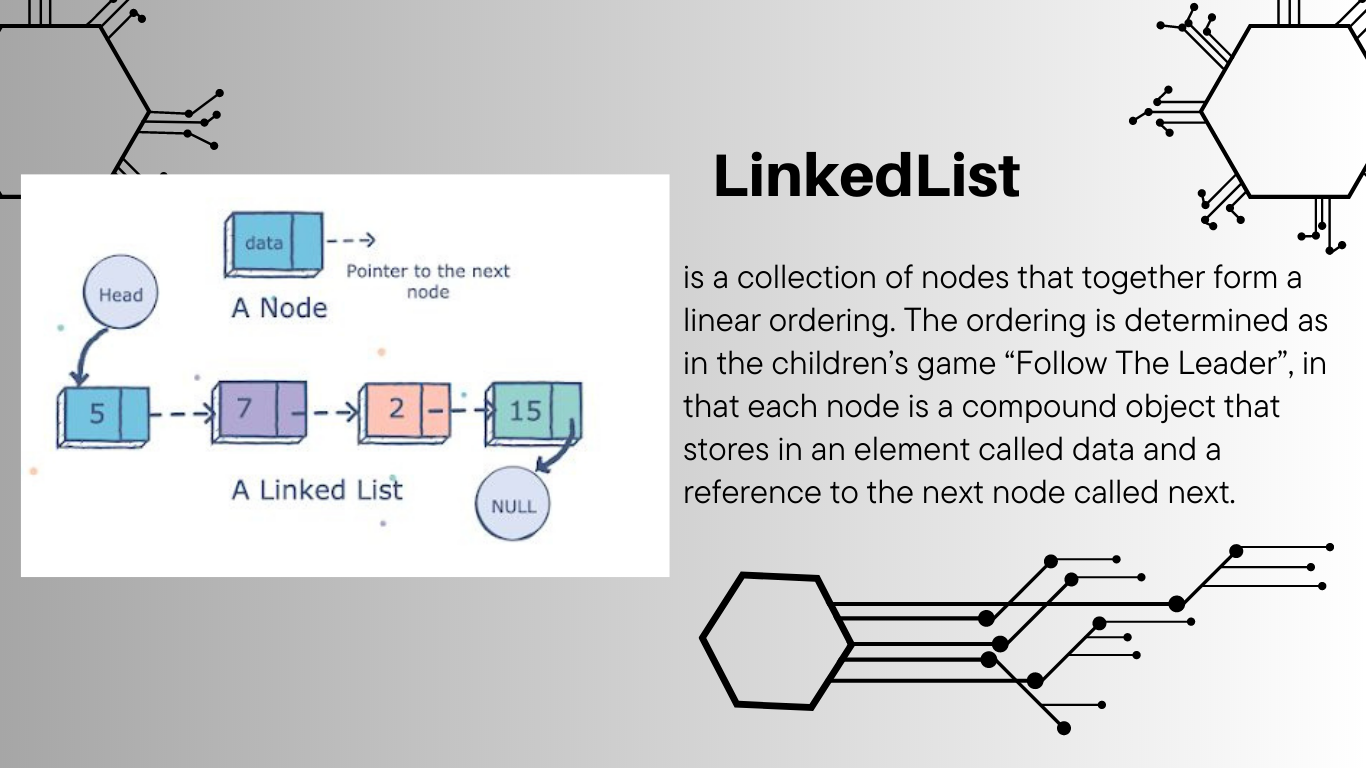 LinkedList
data
Pointer to the next
node
A Node
Head
5
7
2
15
A Linked List
NULL
is a collection of nodes that together form a
linear ordering. The ordering is determined as
in the children’s game “Follow The Leader”, in
that each node is a compound object that
stores in an element called data and a
reference to the next node called next.